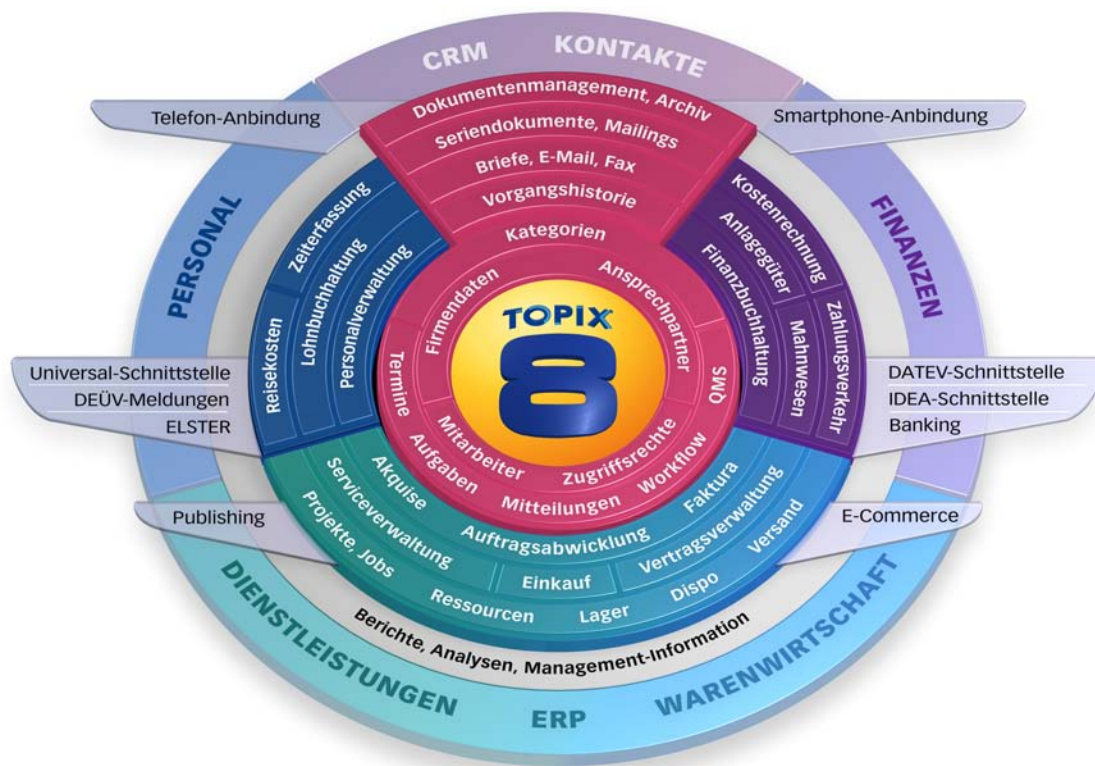 CRM KONTAKTE
Dokumentenmanagement, Archiv
Seriendokumente, Mailings
Briefe, E-Mail, Fax
Vorgangshistorie
Kategorien
Telefon-Anbindung
Smartphone-Anbindung
PERSONAL
Zeiterfassung
Reisekosten
Lohnbuchhaltung
Personalverwaltung
FINANZEN
Kostenrechnung
Zahlungsverkehr
Anlagegüter
Mahnwesen
Finanzbuchhaltung
Firmendaten
Ansprechpartner
TOPIX
8
Termine
QMS
Mitarbeiter
Zugriffsrechte
Aufgaben
Mitteilungen
Workflow
Universal-Schnittstelle
DEÜV-Meldungen
ELSTER
DATEV-Schnittstelle
IDEA-Schnittstelle
Banking
Akquise
Auftragsabwicklung
Faktura
Serviceverwaltung
Einkauf
Vertragsverwaltung
Projekte, Jobs
Ressourcen
Lager
Dispo
Versand
Publishing
E-Commerce
Berichte, Analysen, Management-Information
DIENSTLEISTUNGEN
ERP
WARENWIRTSCHAFT